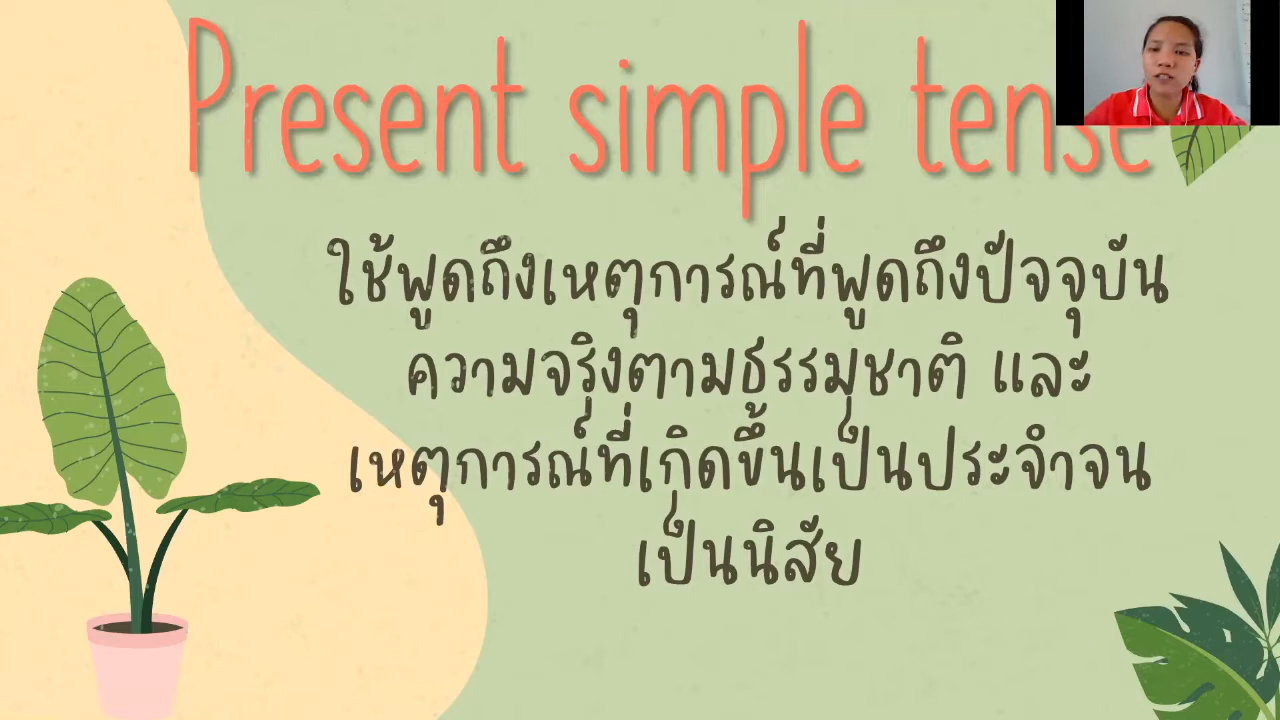 Present simple tense
ใช้พูดถึงเหตุการณ์ที่พูดถึงปัจจุบัน
ความจริงตามธรรมชาติ และ
เหตุการณ์ที่เกิดขึ้นเป็นประจำจน
เป็นนิสัย